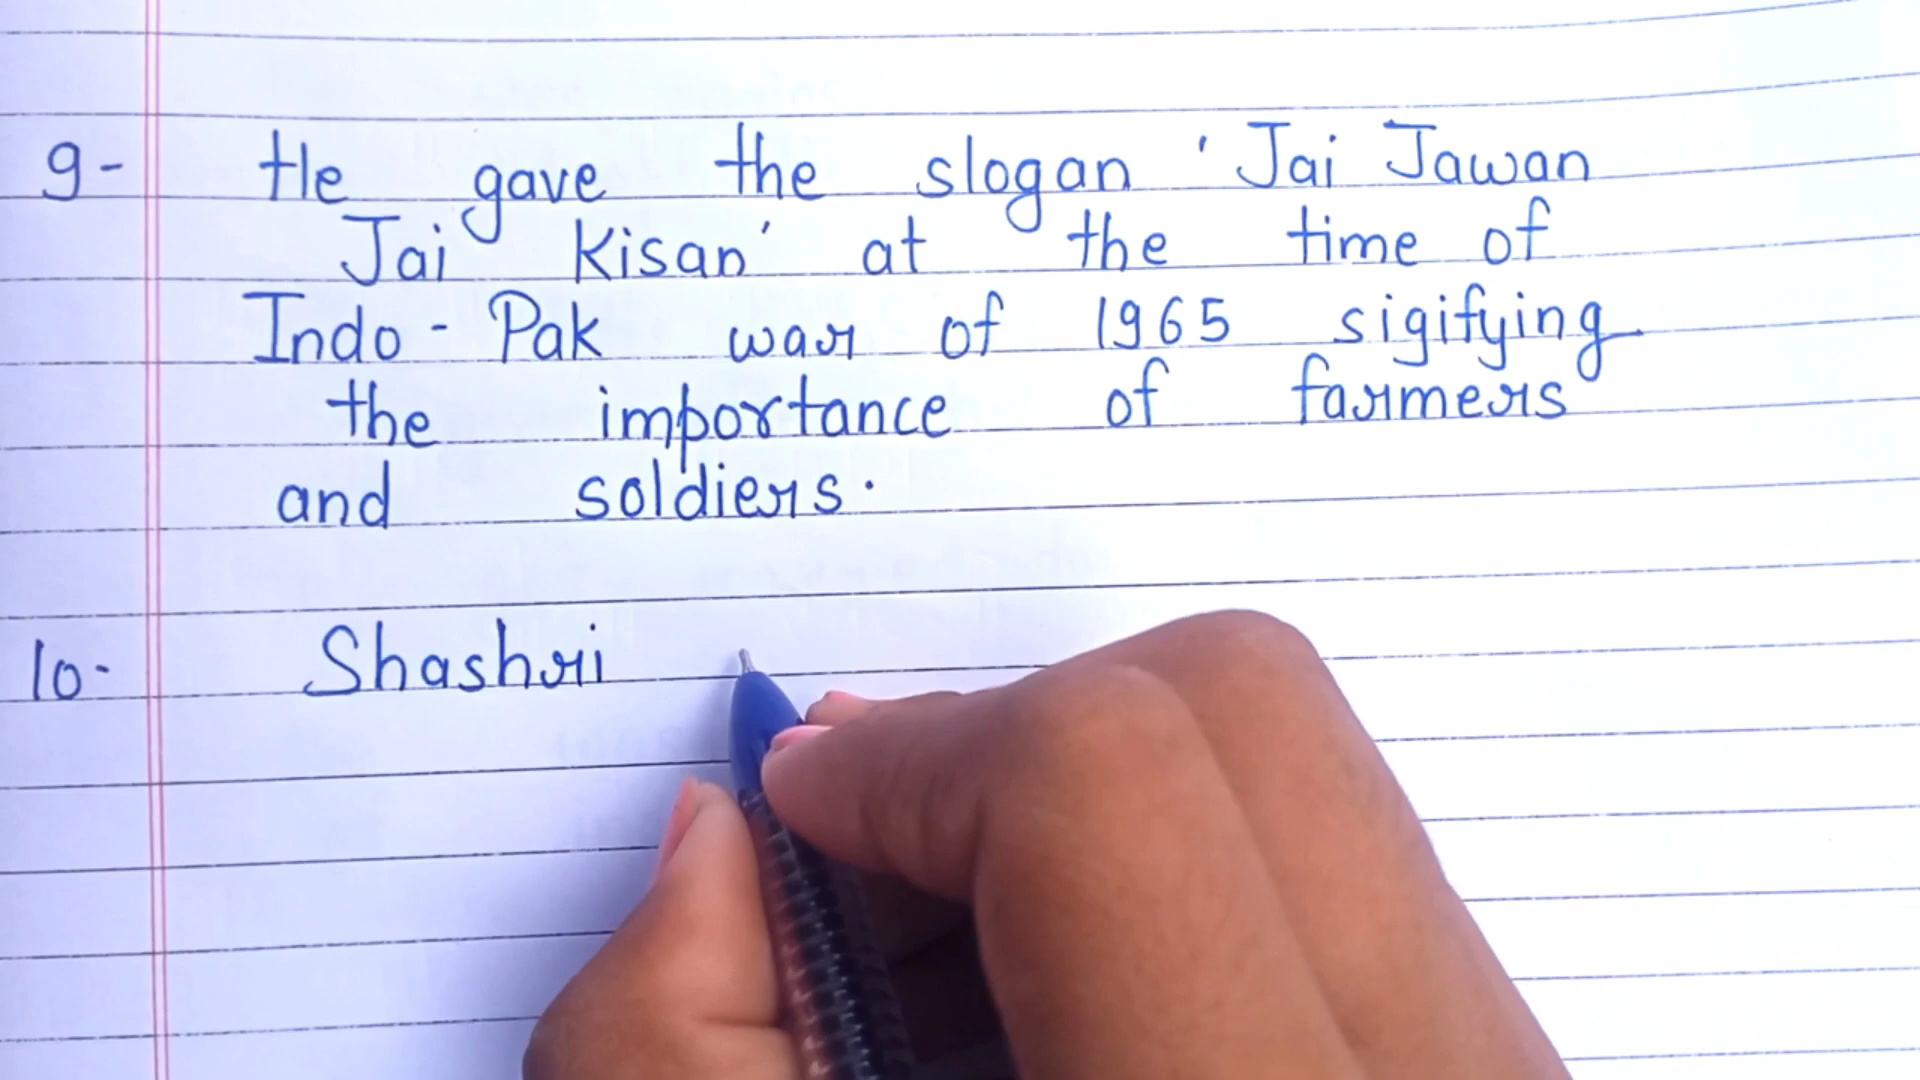 9- He gave the slogan 'Jai Jawan
Jai Kisan' at the time of
Indo-Pak war of 1965 sigifying
the importance of farmers
and soldiers.
10- Shashri